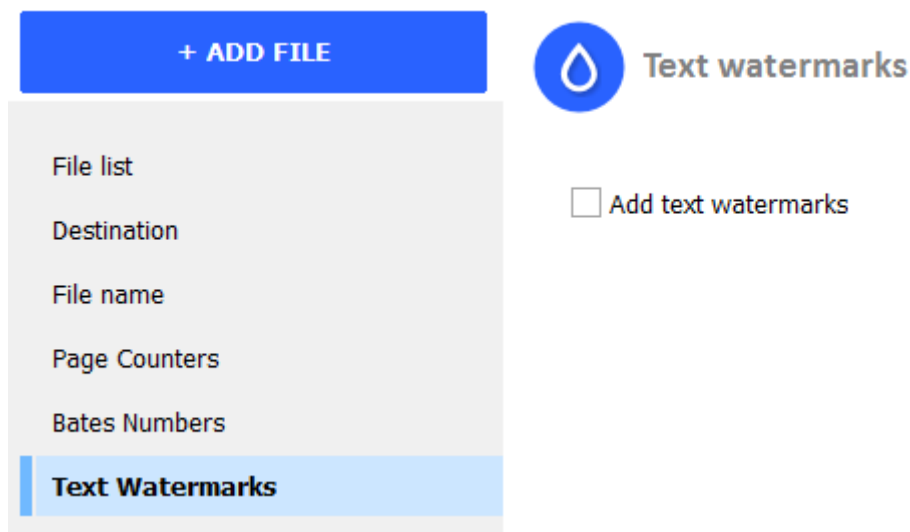 + ADD FILE
Text watermarks
File list
Destination
File name
Page Counters
Bates Numbers
Text Watermarks
Add text watermarks